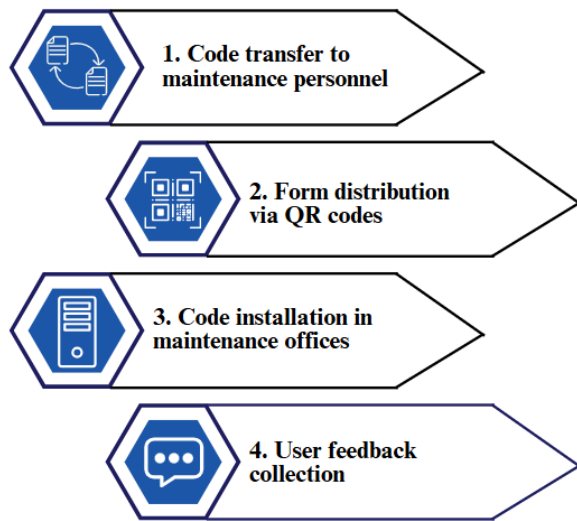 1. Code transfer to
maintenance personnel
2. Form distribution
via QR codes
3. Code installation in
maintenance offices
4. User feedback
collection